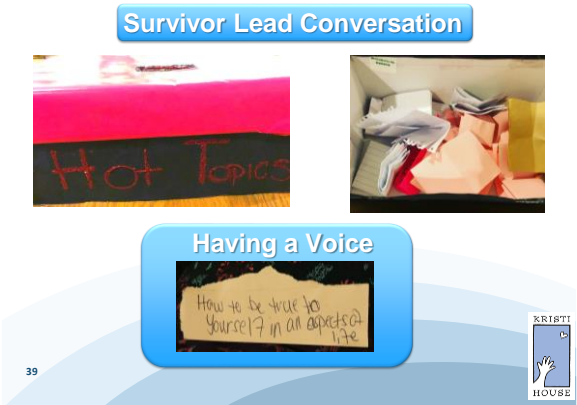 Survivor Lead Conversation
Hot Topics
Having a Voice
How to be true to
yourself in all aspects of
life
39
KRISTI
HOUSE